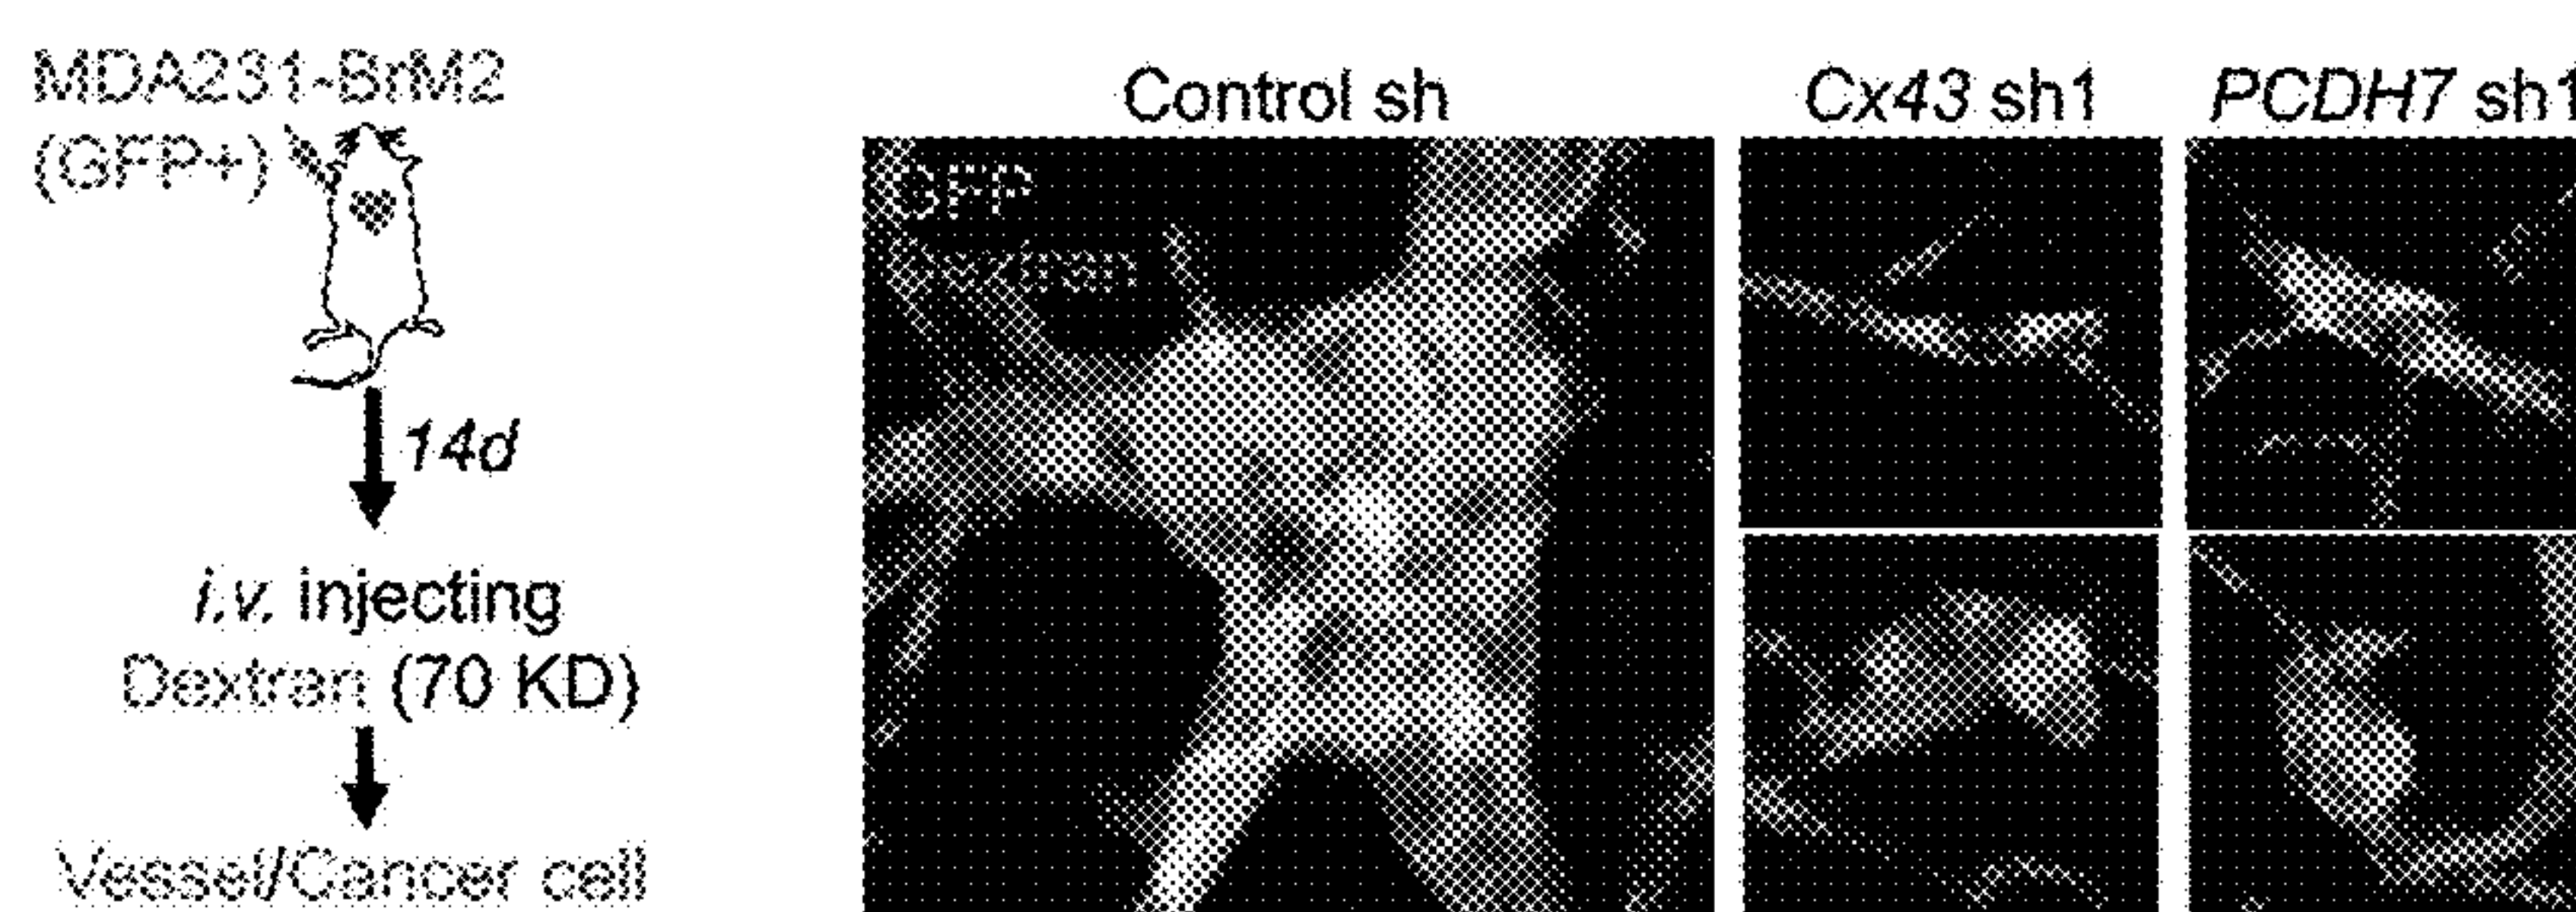 MDA231-BrM2
(GFP+)
14d
i.v. injecting
Dextran (70 KD)
Vessel/Cancer cell
Control sh
GFP
Dextran
Cx43 sh1
PCDH7 sh1